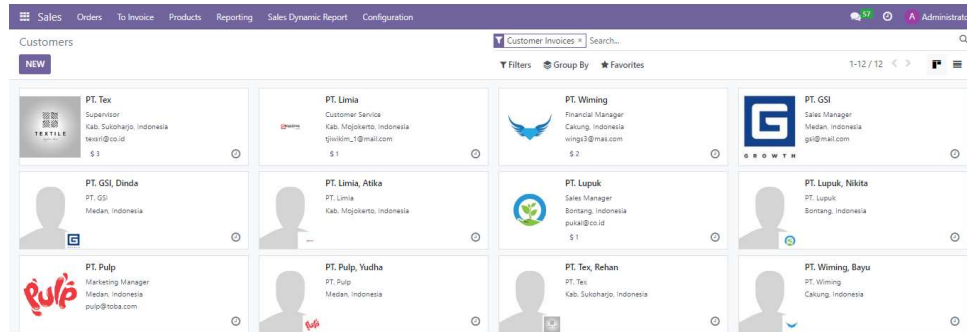 Sales Orders To Invoice Products Reporting Sales Dynamic Report Configuration 57 A Administrato
Customers Customer Invoices × Search...
NEW Filters Group By Favorites 1-12 / 12
PT. Tex
Supervisor
Kab. Sukoharjo, Indonesia
texsri@co.id
$ 3
TEXTILE
PT. Limia
Customer Service
Kab. Mojokerto, Indonesia
tjiwikim_1@mail.com
$ 1
PT. Wiming
Financial Manager
Cakung, Indonesia
wings3@mas.com
$ 2
PT. GSI
Sales Manager
Medan, Indonesia
gsi@mail.com
G
GROWTH
PT. GSI, Dinda
PT. GSI
Medan, Indonesia
G
PT. Limia, Atika
PT. Limia
Kab. Mojokerto, Indonesia
PT. Lupuk
Sales Manager
Bontang, Indonesia
pukal@co.id
$ 1
PT. Lupuk, Nikita
PT. Lupuk
Bontang, Indonesia
PT. Pulp
Marketing Manager
Medan, Indonesia
pulp@toba.com
Pulp
PT. Pulp, Yudha
PT. Pulp
Medan, Indonesia
Pulp
PT. Tex, Rehan
PT. Tex
Kab. Sukoharjo, Indonesia
PT. Wiming, Bayu
PT. Wiming
Cakung, Indonesia